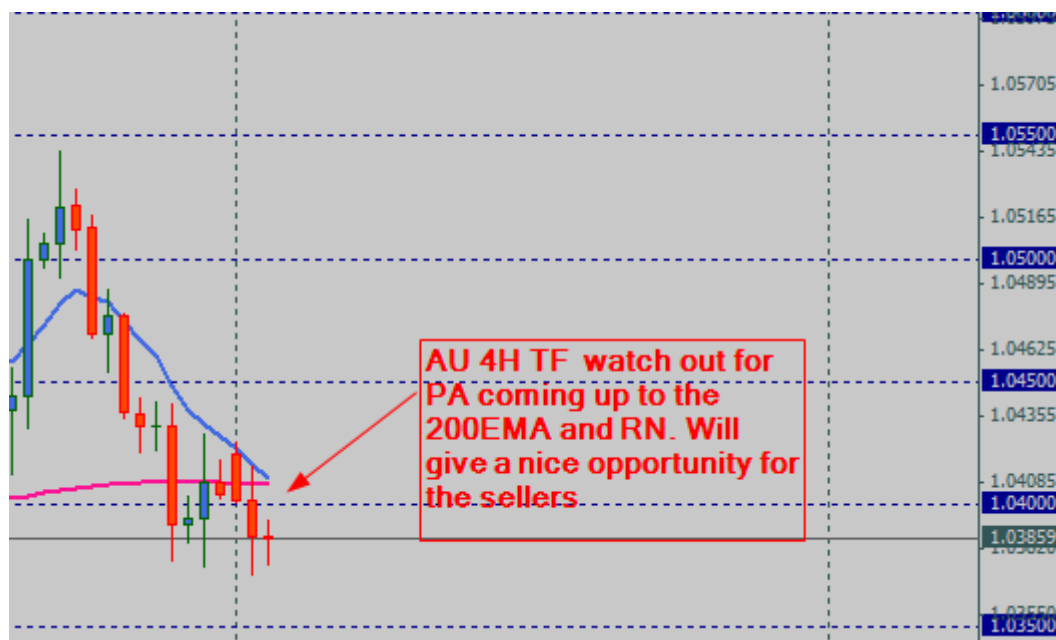 AU 4H TF watch out for
PA coming up to the
200EMA and RN. Will
give a nice opportunity for
the sellers
1.05705
1.05500
1.05435
1.05165
1.05000
1.04895
1.04625
1.04500
1.04355
1.04085
1.04000
1.03859
1.03500